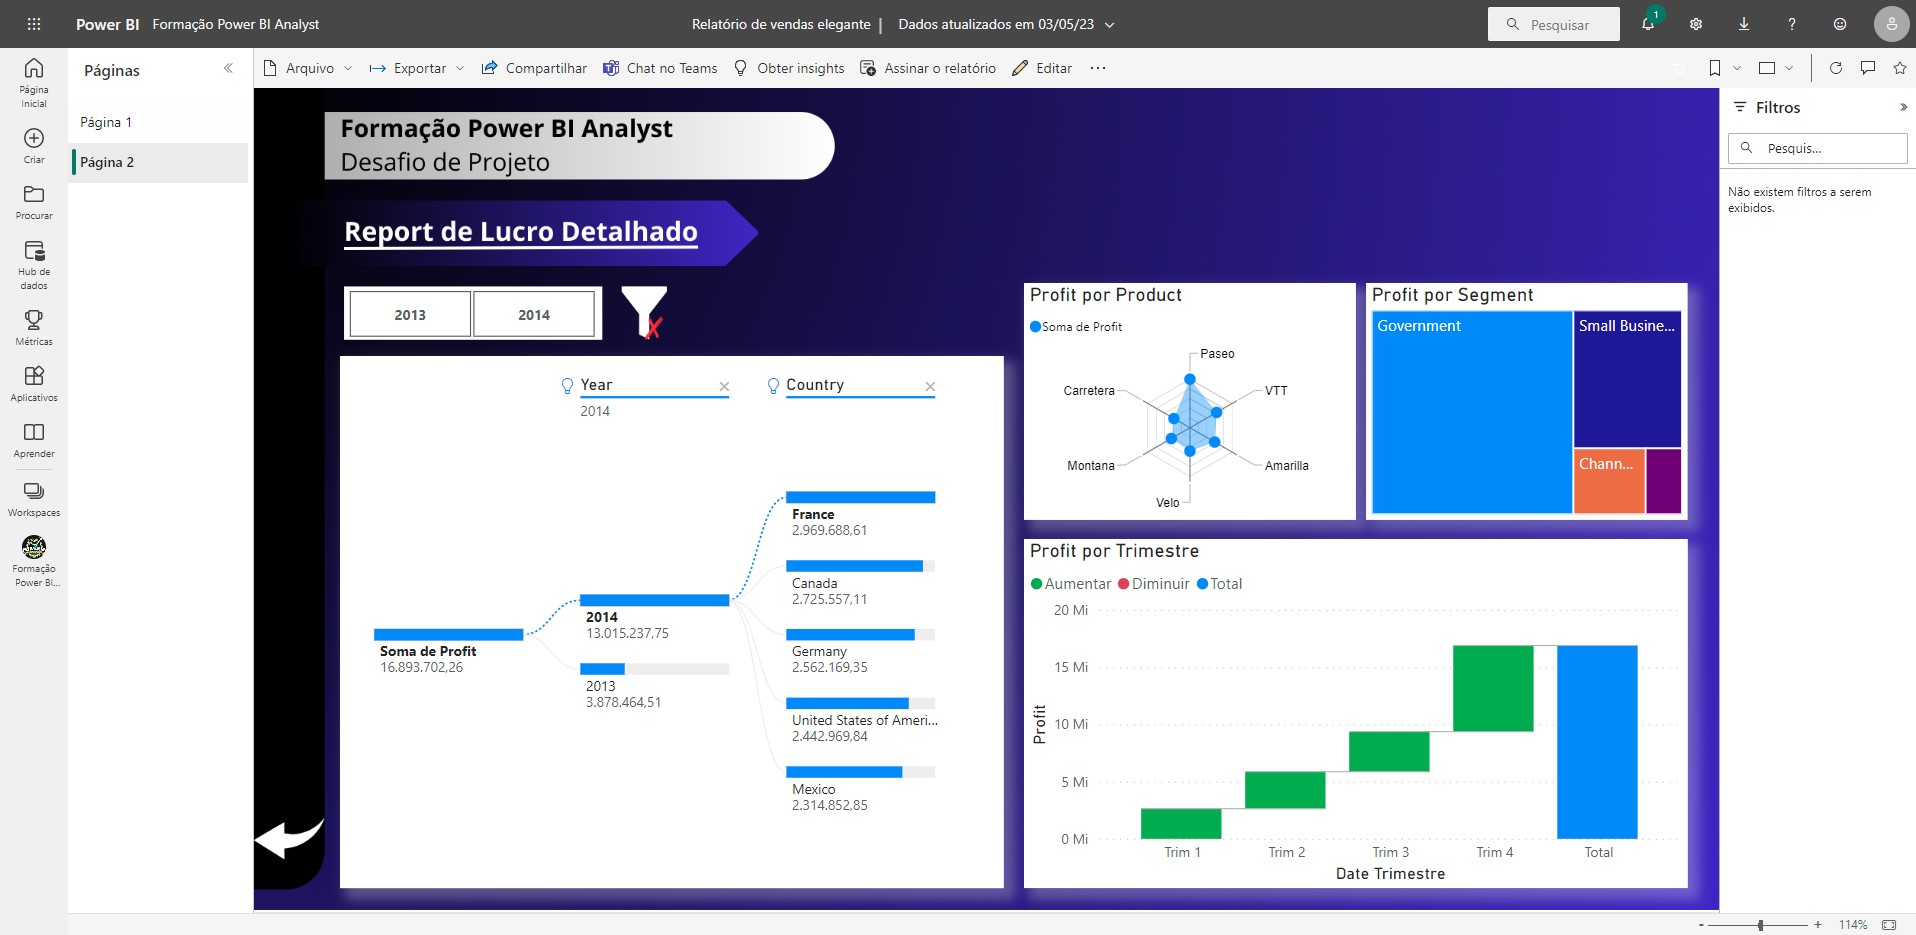 Power BI Formação Power BI Analyst
Relatório de vendas elegante | Dados atualizados em 03/05/23
Pesquisar
1
Página
Inicial
Criar
Procurar
Hub de
dados
Métricas
Aplicativos
Aprender
Workspaces
Formação
Power BI...
Páginas
Página 1
Página 2
Arquivo
Exportar
Compartilhar
Chat no Teams
Obter insights
Assinar o relatório
Editar
Formação Power BI Analyst
Desafio de Projeto
Report de Lucro Detalhado
2013
2014
Year
2014
Country
Soma de Profit
16.893.702,26
2014
13.015.237,75
2013
3.878.464,51
France
2.969.688,61
Canada
2.725.557,11
Germany
2.562.169,35
United States of Ameri...
2.442.969,84
Mexico
2.314.852,85
Profit por Product
Soma de Profit
Paseo
VTT
Amarilla
Velo
Montana
Carretera
Profit por Segment
Government
Small Busine...
Chann...
Profit por Trimestre
Aumentar Diminuir Total
20 Mi
15 Mi
10 Mi
5 Mi
0 Mi
Profit
Trim 1
Trim 2
Trim 3
Trim 4
Total
Date Trimestre
Filtros
Pesquis...
Não existem filtros a serem
exibidos.
- + 114%